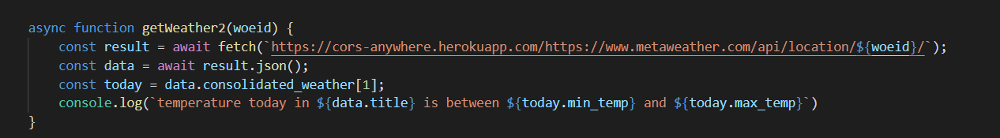 async function getWeather2(woeid) {
    const result = await fetch(`https://cors-anywhere.herokuapp.com/https://www.metaweather.com/api/location/${woeid}/`);
    const data = await result.json();
    const today = data.consolidated_weather[1];
    console.log(`temperature today in ${data.title} is between ${today.min_temp} and ${today.max_temp}`)
}